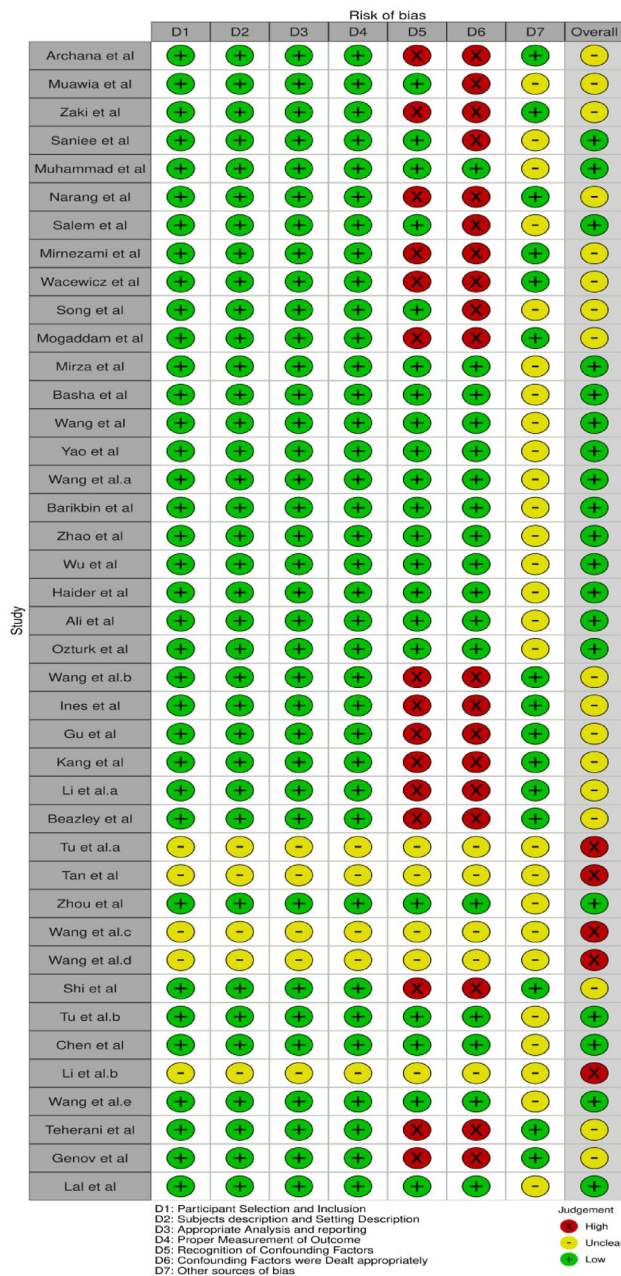 Risk of bias
D1 D2 D3 D4 D5 D6 D7 Overall
Archana et al + + + + X X + -
Muawia et al + + + + + X - -
Zaki et al + + + + X X + -
Saniee et al + + + + + X - +
Muhammad et al + + + + + + - +
Narang et al + + + + X X + -
Salem et al + + + + + X - +
Mirnezami et al + + + + X X + -
Wacewicz et al + + + + X X + -
Song et al + + + + + X - -
Mogaddam et al + + + + X X + -
Mirza et al + + + + + + - +
Basha et al + + + + + + - +
Wang et al + + + + + + - +
Yao et al + + + + + + - +
Wang et al.a + + + + + + - +
Barikbin et al + + + + + + - +
Zhao et al + + + + + + - +
Wu et al + + + + + + - +
Haider et al + + + + + + - +
Ali et al + + + + + + - +
Ozturk et al + + + + + + - +
Wang et al.b + + + + X X + -
Ines et al + + + + X X + -
Gu et al + + + + X X + -
Kang et al + + + + X X + -
Li et al.a + + + + X X + -
Beazley et al + + + + X X + -
Tu et al.a - - - - - - - X
Tan et al - - - - - - - X
Zhou et al + + + + + + - +
Wang et al.c - - - - - - - X
Wang et al.d - - - - - - - X
Shi et al + + + + X X + -
Tu et al.b + + + + + + - +
Chen et al + + + + + + - +
Li et al.b - - - - - - - X
Wang et al.e + + + + + + - +
Teherani et al + + + + X X + -
Genov et al + + + + X X + -
Lal et al + + + + + + - +
Study
D1: Participant Selection and Inclusion
D2: Subjects description and Setting Description
D3: Appropriate Analysis and reporting
D4: Proper Measurement of Outcome
D5: Recognition of Confounding Factors
D6: Confounding Factors were Dealt appropriately
D7: Other sources of bias
Judgement
X High
- Unclea
+ Low